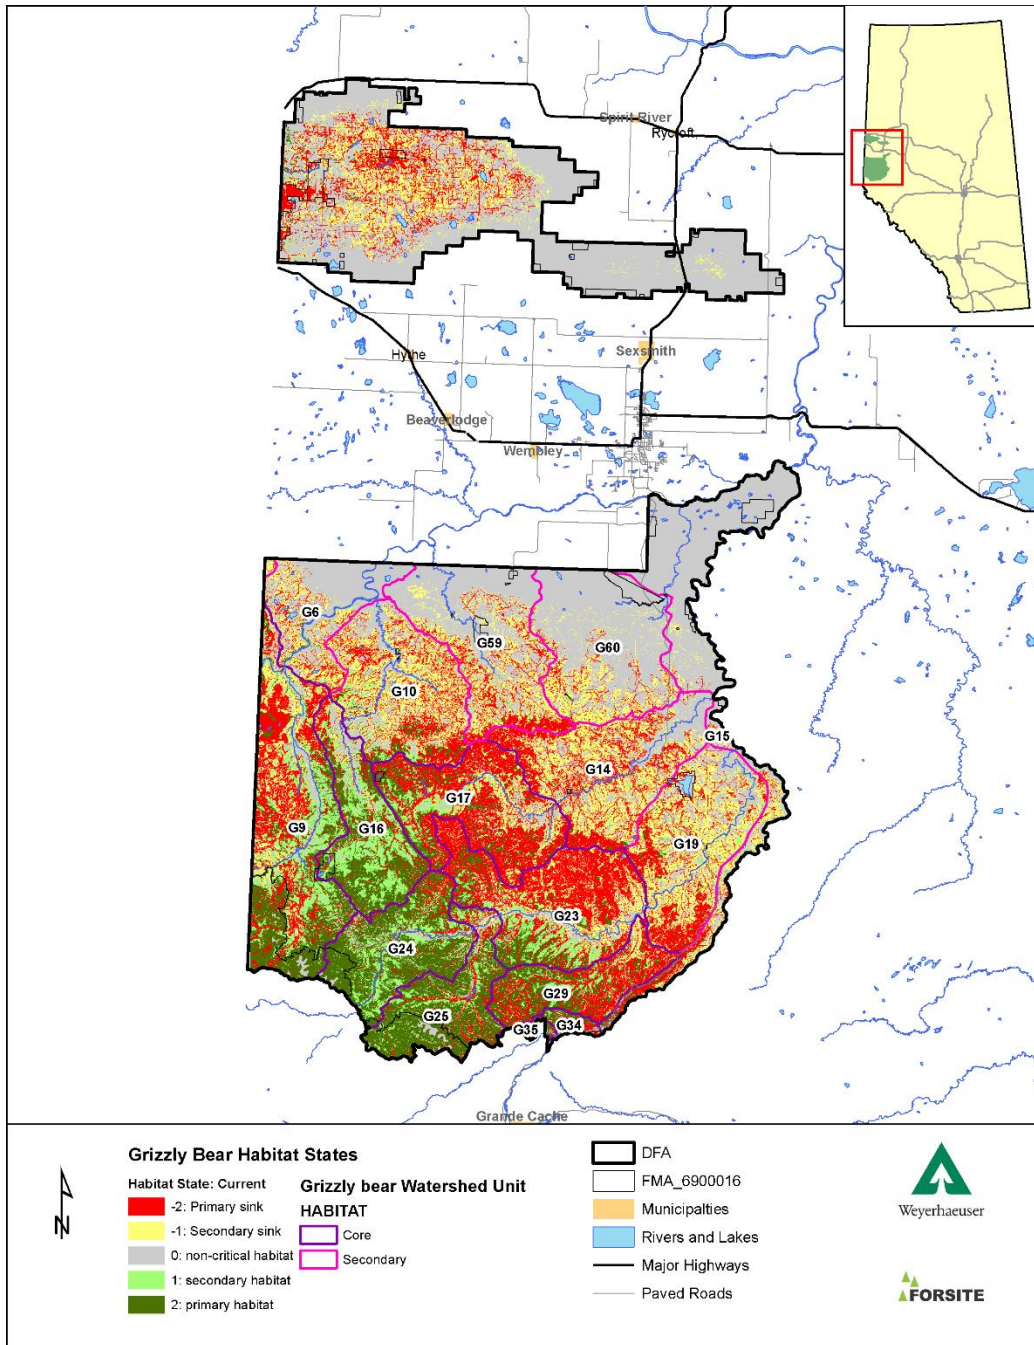 Spirit River
Rycroft
Sexsmith
Hythe
Beaverlodge
Wembley
G6
G59
G60
G10
G15
G14
G17
G9
G16
G19
G23
G24
G29
G25
G35
G34
Grande Cache
N
Grizzly Bear Habitat States
Habitat State: Current
-2: Primary sink
-1: Secondary sink
0: non-critical habitat
1: secondary habitat
2: primary habitat
Grizzly bear Watershed Unit
HABITAT
Core
Secondary
DFA
FMA_6900016
Municipalties
Rivers and Lakes
Major Highways
Paved Roads
Weyerhaeuser
FORSITE